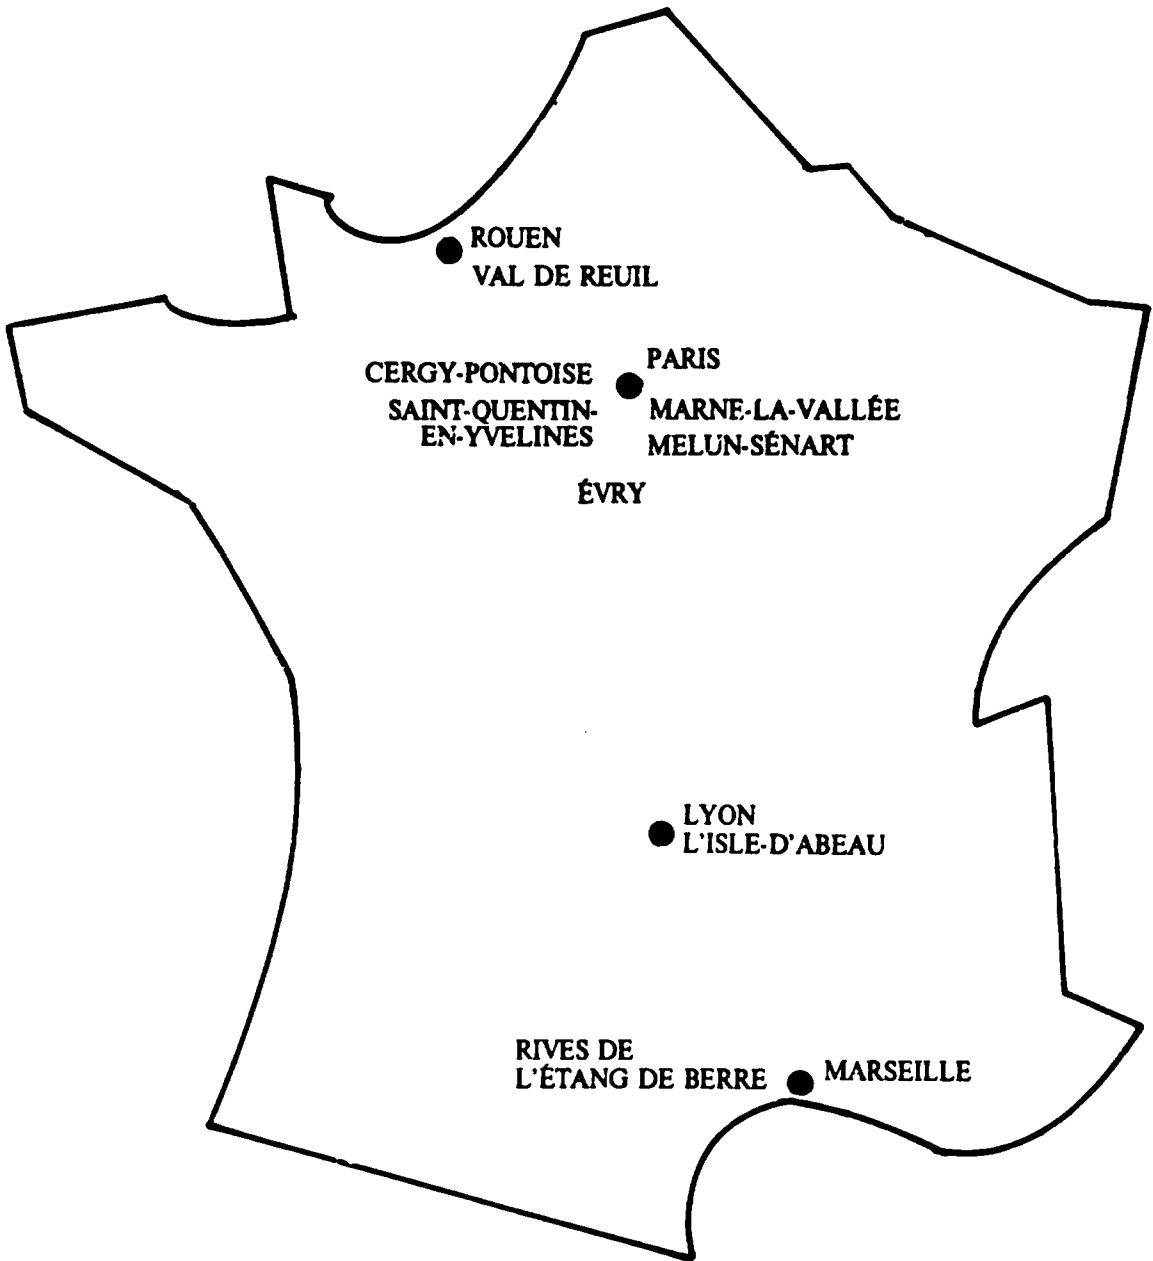 ROUEN
VAL DE REUIL
PARIS
CERGY-PONTOISE
SAINT-QUENTIN-
EN-YVELINES
MARNE-LA-VALLÉE
MELUN-SÉNART
ÉVRY
LYON
L'ISLE-D'ABEAU
RIVES DE
L'ÉTANG DE BERRE
MARSEILLE